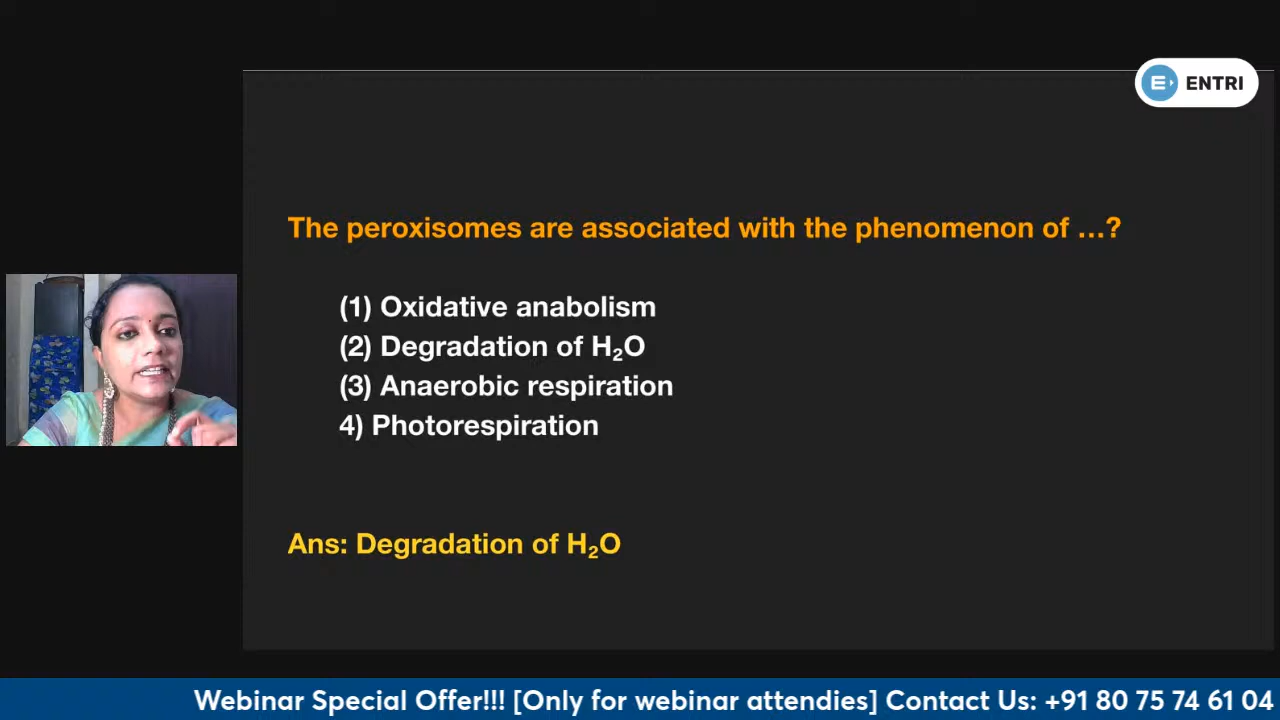 ENTRI
The peroxisomes are associated with the phenomenon of ...?
(1) Oxidative anabolism
(2) Degradation of H₂O
(3) Anaerobic respiration
4) Photorespiration
Ans: Degradation of H₂O
Webinar Special Offer!!! [Only for webinar attendies] Contact Us: +91 80 75 74 61 04